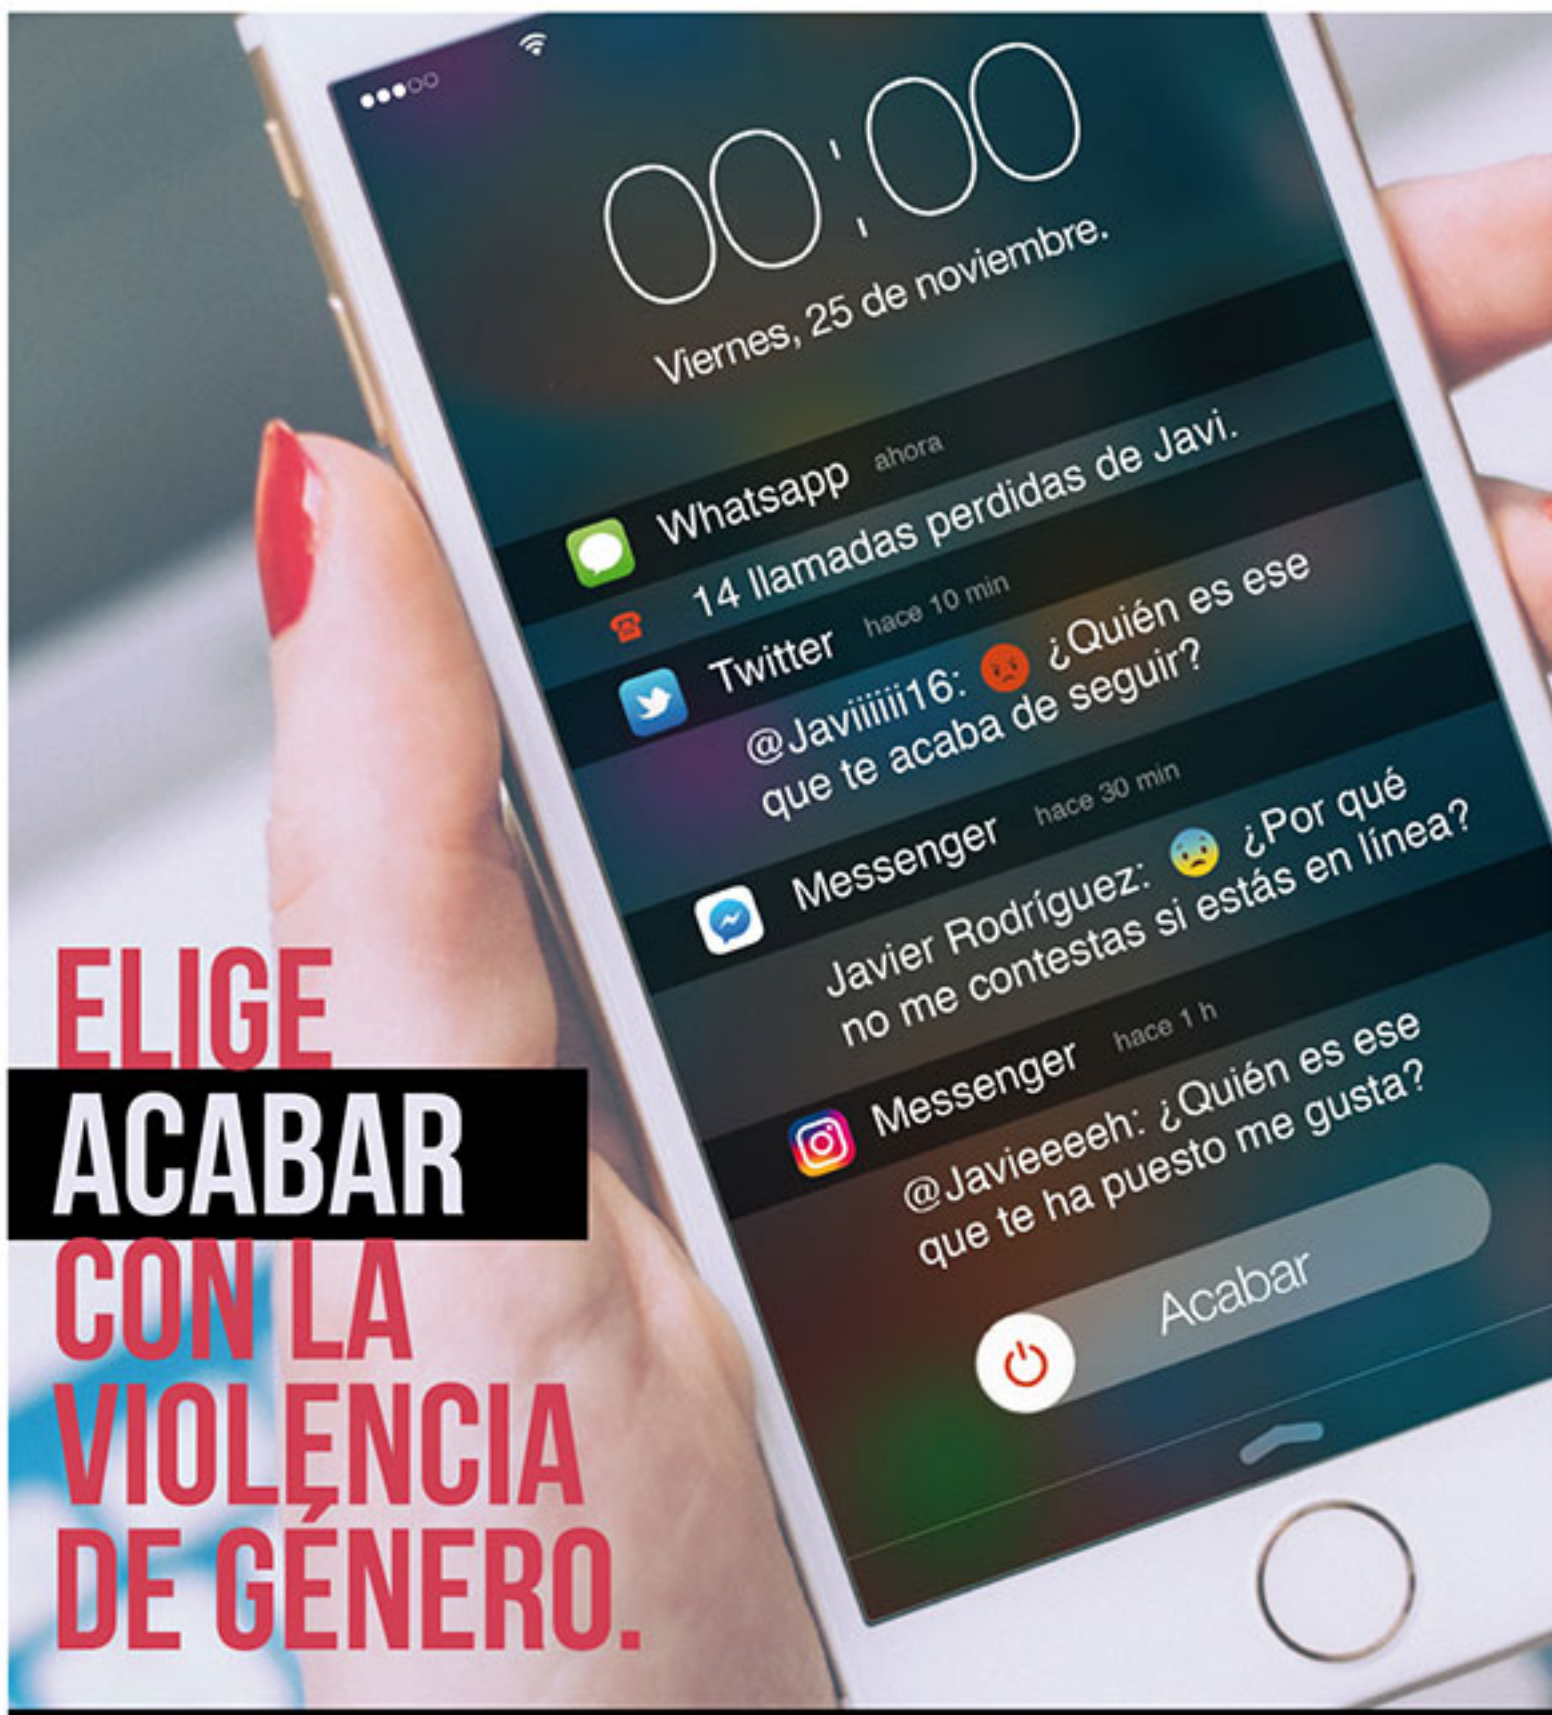 00:00
Viernes, 25 de noviembre.
Whatsapp ahora
14 llamadas perdidas de Javi.
Twitter hace 10 min
@Javiiiiii16: ¿Quién es ese
que te acaba de seguir?
Messenger hace 30 min
Javier Rodríguez: ¿Por qué
no me contestas si estás en línea?
Messenger hace 1 h
@Javieeeeh: ¿Quién es ese
que te ha puesto me gusta?
Acabar
ELIGE
ACABAR
CON LA
VIOLENCIA
DE GÉNERO.